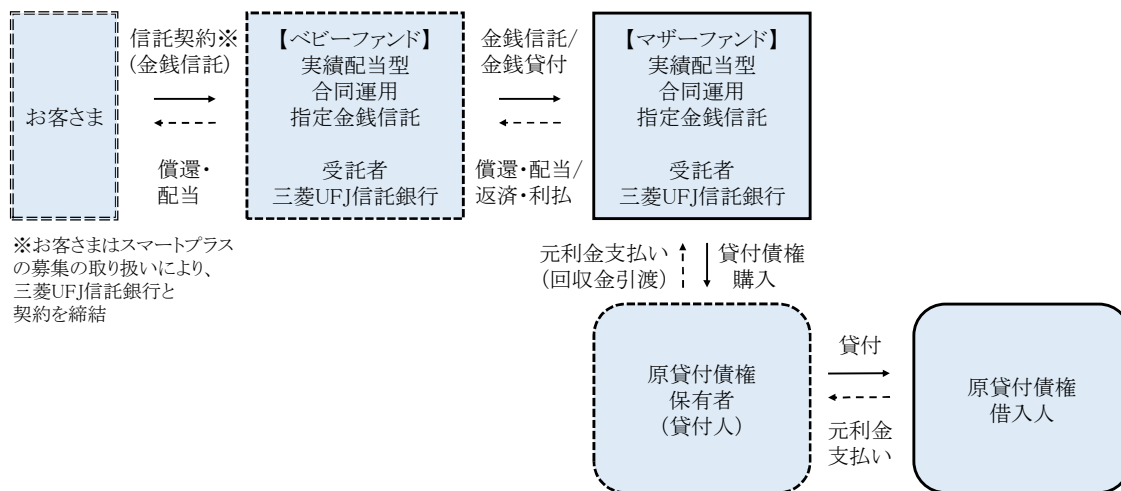 お客さま
信託契約※
(金銭信託)
償還・
配当
【ベビーファンド】
実績配当型
合同運用
指定金銭信託
受託者
三菱UFJ信託銀行
金銭信託/
金銭貸付
償還・配当/
返済・利払
【マザーファンド】
実績配当型
合同運用
指定金銭信託
受託者
三菱UFJ信託銀行
※お客さまはスマートプラス
の募集の取り扱いにより、
三菱UFJ信託銀行と
契約を締結
元利金支払い
(回収金引渡)
貸付債権
購入
原貸付債権
保有者
(貸付人)
貸付
元利金
支払い
原貸付債権
借入人